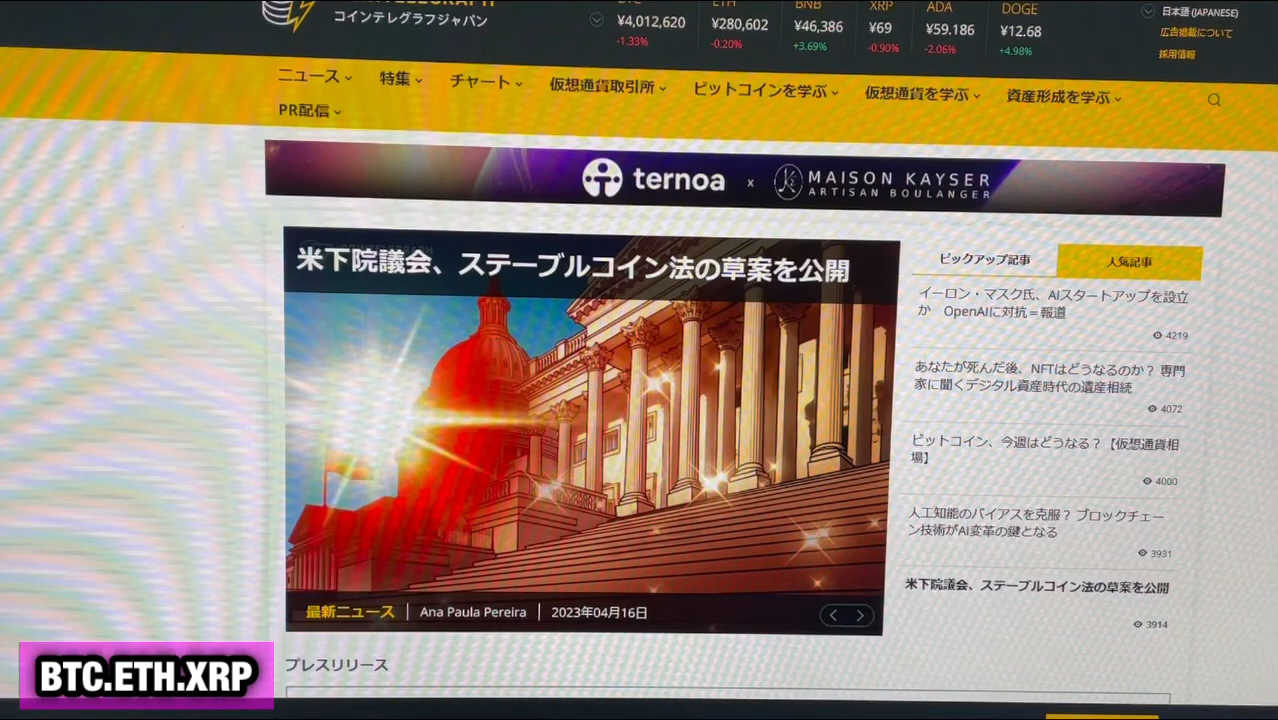 コインテレグラフジャパン
BTC
¥4,012,620
-1.33%
ETH
¥280,602
-0.20%
BNB
¥46,386
+3.69%
XRP
¥69
-0.90%
ADA
¥59.186
-2.06%
DOGE
¥12.68
+4.98%
日本語 (JAPANESE)
広告掲載について
採用情報
ニュース 特集 チャート 仮想通貨取引所 ビットコインを学ぶ 仮想通貨を学ぶ 資産形成を学ぶ
PR配信
ternoa x MAISON KAYSER
ARTISAN BOULANGER
米下院議会、ステーブルコイン法の草案を公開
最新ニュース | Ana Paula Pereira | 2023年04月16日
ピックアップ記事 人気記事
イーロン・マスク氏、AIスタートアップを設立
か OpenAIに対抗＝報道
4219
あなたが死んだ後、NFTはどうなるのか？ 専門
家に聞くデジタル資産時代の遺産相続
4072
ビットコイン、今週はどうなる？【仮想通貨相
場】
4000
人工知能のバイアスを克服？ ブロックチェー
ン技術がAI変革の鍵となる
3931
米下院議会、ステーブルコイン法の草案を公開
3914
プレスリリース
BTC.ETH.XRP